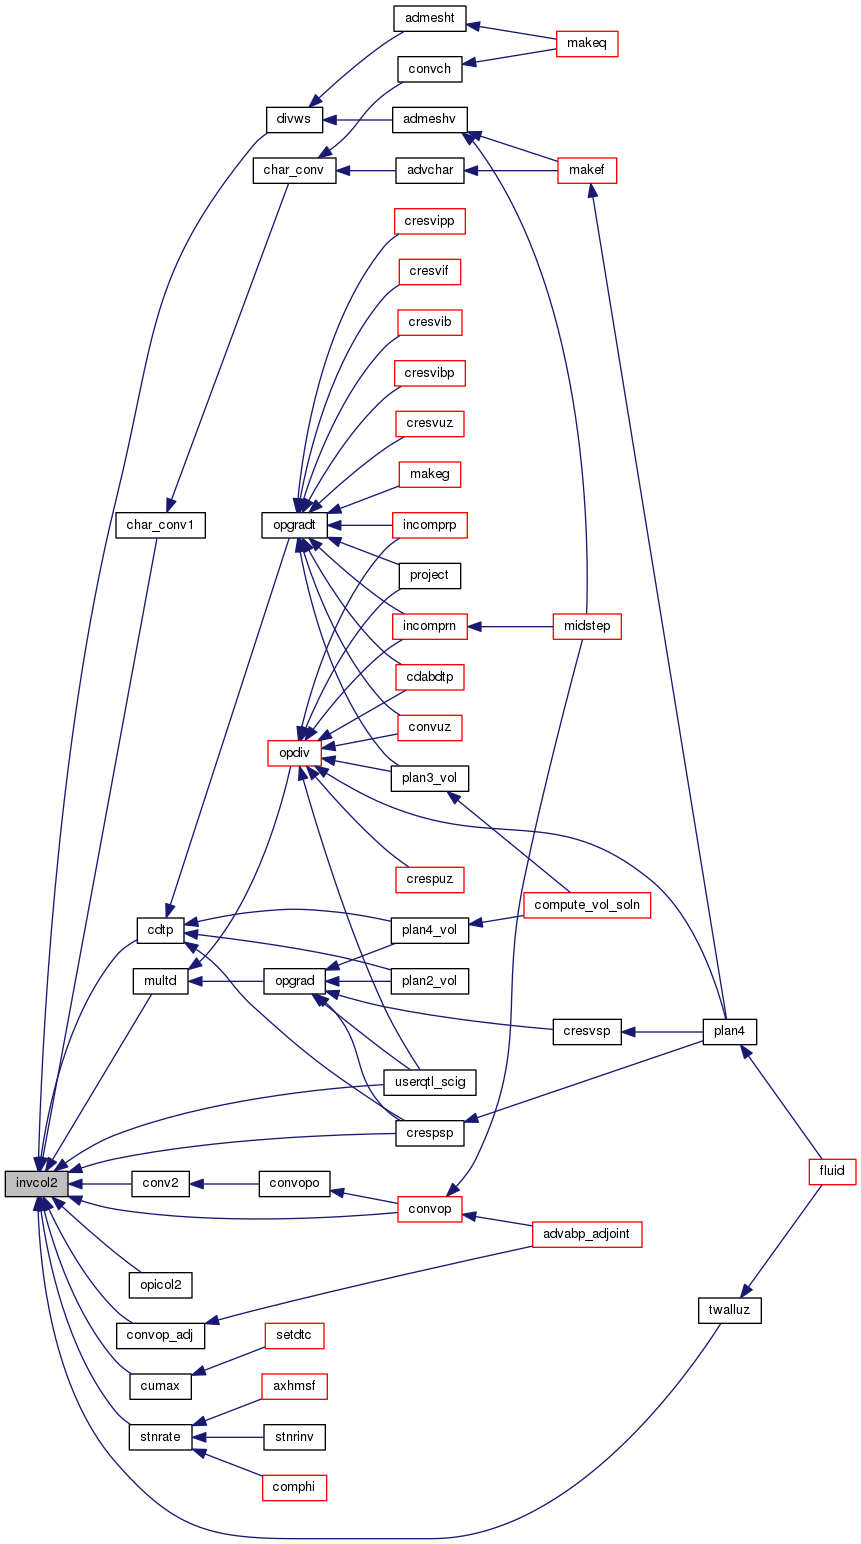 admesht
makeq
convch
divws
admeshv
char_conv
advchar
makef
cresvipp
cresvif
cresvib
cresvibp
cresvuz
makeg
char_conv1
opgradt
incomprp
project
incomprn
midstep
cdabdtp
convuz
opdiv
plan3_vol
crespuz
compute_vol_soln
cdtp
plan4_vol
multd
opgrad
plan2_vol
cresvsp
plan4
userqtl_scig
crespsp
fluid
invcol2
conv2
convopo
convop
advabp_adjoint
opicol2
twalluz
convop_adj
setdtc
cumax
axhmsf
stnrate
stnrinv
comphi